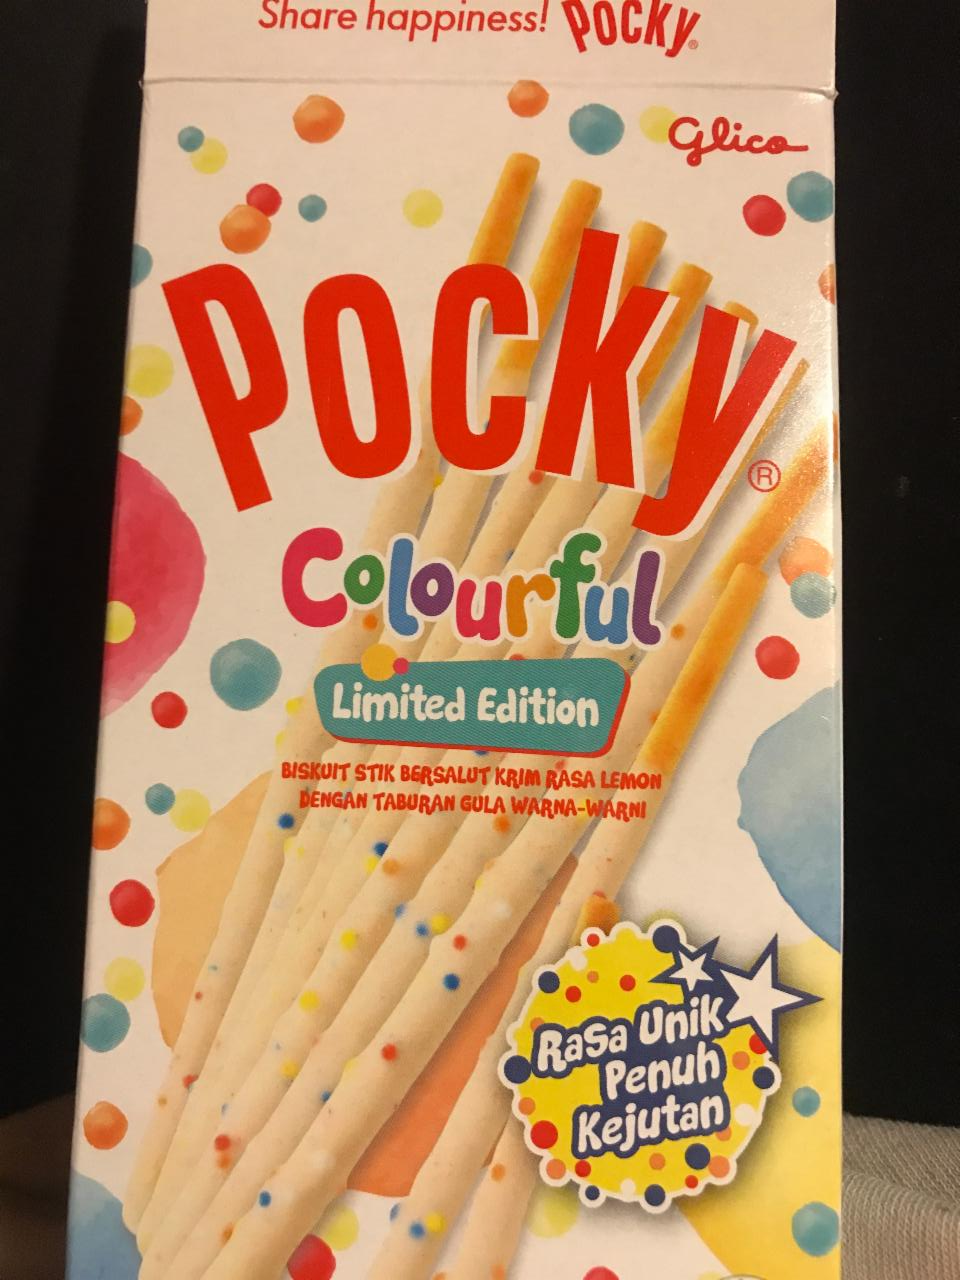 Share happiness! Pocky®
Glico
Pocky®
Colourful
Limited Edition
BISKUIT STIK BERSALUT KRIM RASA LEMON
DENGAN TABURAN GULA WARNA-WARNI
Rasa Unik
Penuh
Kejutan